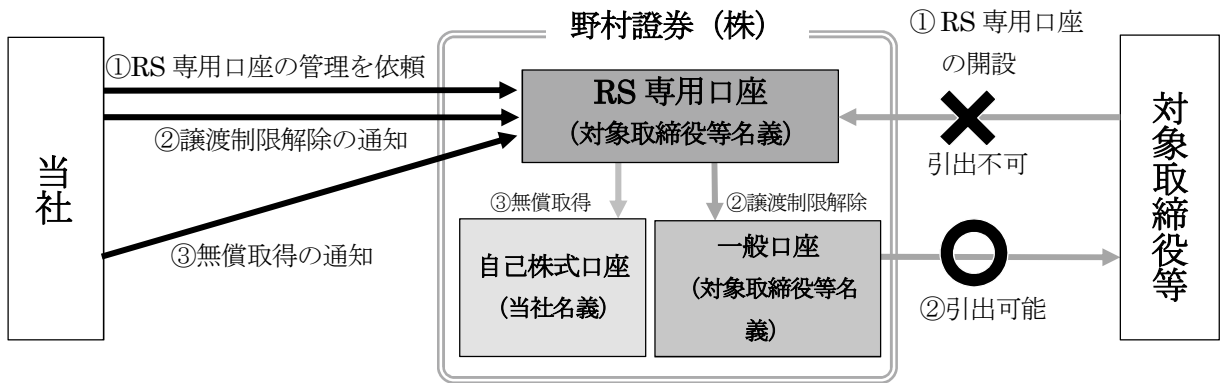 野村證券（株）
当社
①RS 専用口座の管理を依頼
②譲渡制限解除の通知
③無償取得の通知
RS 専用口座
(対象取締役等名義)
③無償取得
②譲渡制限解除
自己株式口座
(当社名義)
一般口座
(対象取締役等名
義)
① RS 専用口座
の開設
引出不可
②引出可能
対象取締役等